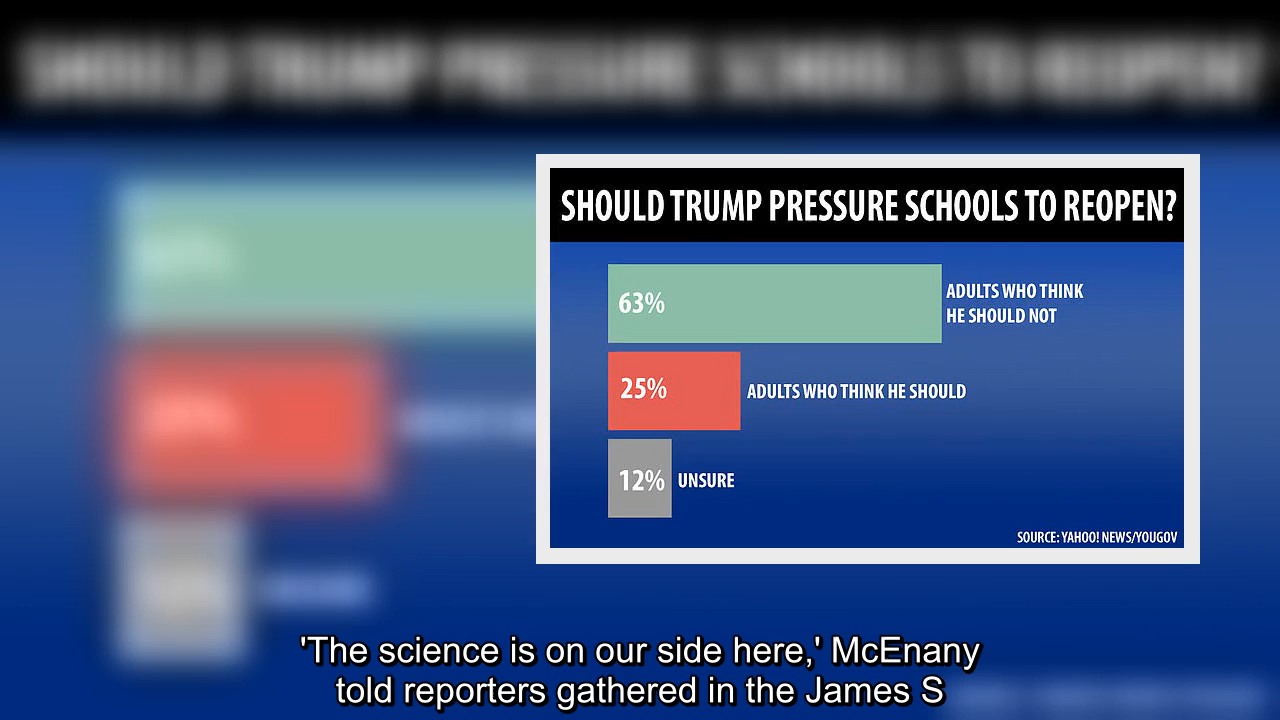 SHOULD TRUMP PRESSURE SCHOOLS TO REOPEN?
63%
ADULTS WHO THINK
HE SHOULD NOT
25%
ADULTS WHO THINK HE SHOULD
12%
UNSURE
SOURCE: YAHOO! NEWS/YOUGOV
'The science is on our side here,' McEnany
told reporters gathered in the James S